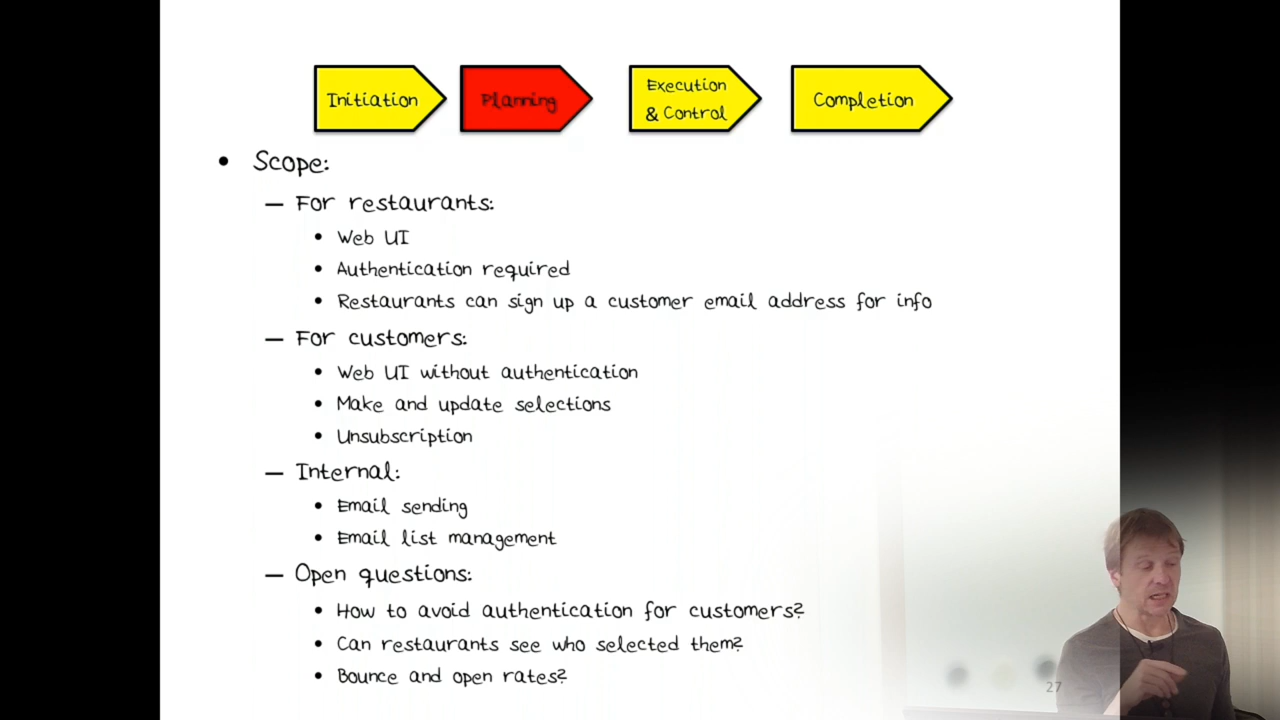 Initiation
Planning
Execution
& Control
Completion
• Scope:
– For restaurants:
• Web UI
• Authentication required
• Restaurants can sign up a customer email address for info
– For customers:
• Web UI without authentication
• Make and update selections
• Unsubscription
– Internal:
• Email sending
• Email list management
– Open questions:
• How to avoid authentication for customers?
• Can restaurants see who selected them?
• Bounce and open rates?
27